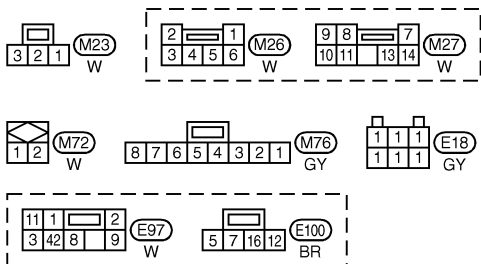 3 2 1 M23 W
2 1 M26 W
3 4 5 6
9 8 7 M27 W
10 11 13 14
1 2 M72 W
8 7 6 5 4 3 2 1 M76 GY
1 1 1 E18 GY
1 1 1
11 1 2 E97 W
3 42 8 9
5 7 16 12 E100 BR